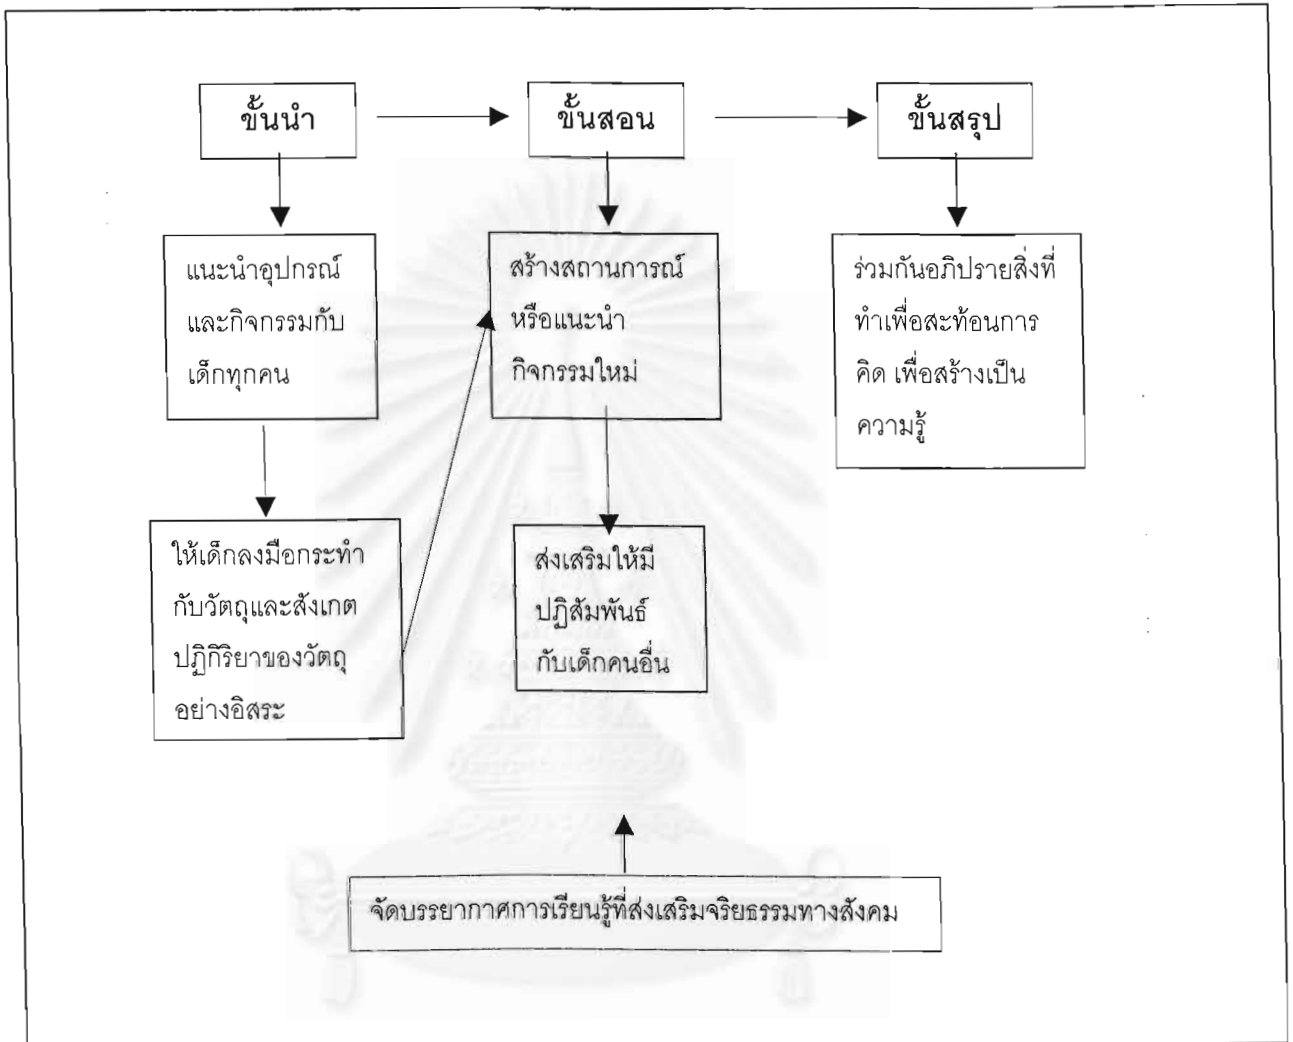 ขั้นนำ
ขั้นสอน
ขั้นสรุป
แนะนำอุปกรณ์
และกิจกรรมกับ
เด็กทุกคน
สร้างสถานการณ์
หรือแนะนำ
กิจกรรมใหม่
ร่วมกันอภิปรายสิ่งที่
ทำเพื่อสะท้อนการ
คิด เพื่อสร้างเป็น
ความรู้
ให้เด็กลงมือกระทำ
กับวัตถุและสังเกต
ปฏิกิริยาของวัตถุ
อย่างอิสระ
ส่งเสริมให้มี
ปฏิสัมพันธ์
กับเด็กคนอื่น
จัดบรรยากาศการเรียนรู้ที่ส่งเสริมจริยธรรมทางสังคม